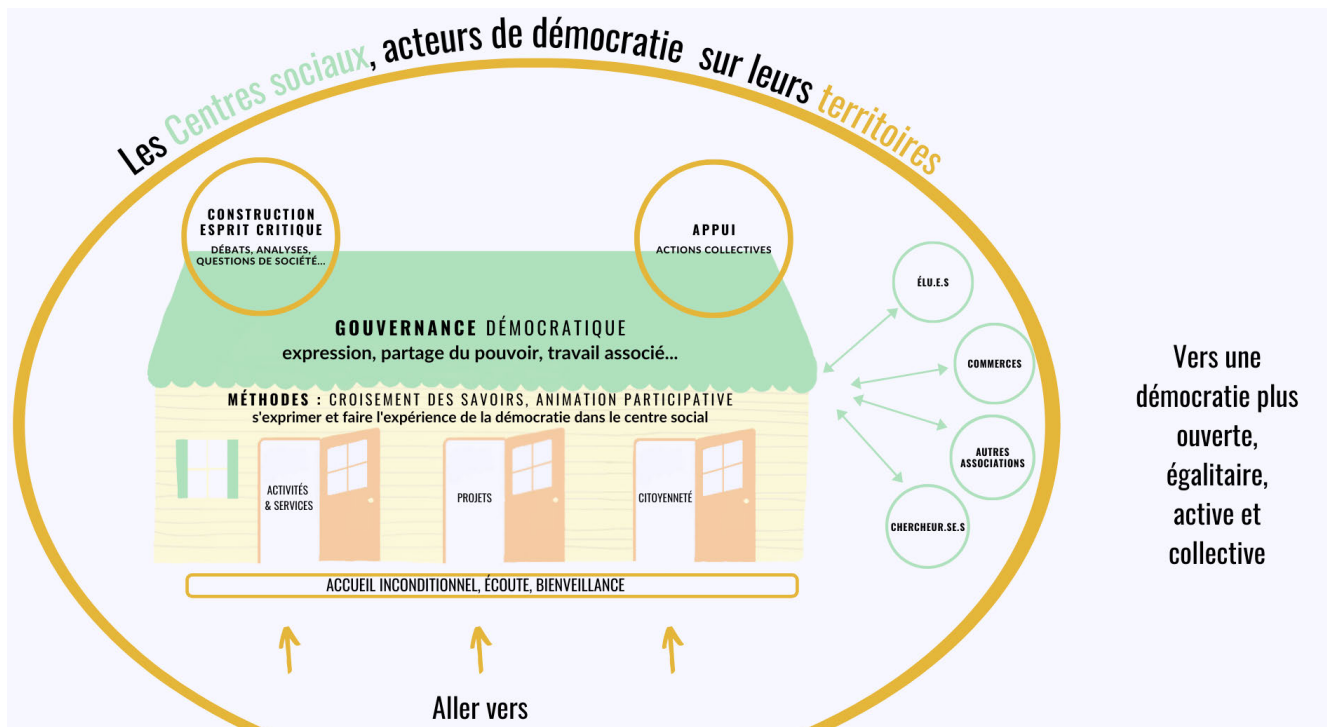 Les Centres sociaux, acteurs de démocratie sur leurs territoires
CONSTRUCTION
ESPRIT CRITIQUE
DÉBATS, ANALYSES,
QUESTIONS DE SOCIÉTÉ...
APPUI
ACTIONS COLLECTIVES
GOUVERNANCE DÉMOCRATIQUE
expression, partage du pouvoir, travail associé...
MÉTHODES : CROISEMENT DES SAVOIRS, ANIMATION PARTICIPATIVE
s'exprimer et faire l'expérience de la démocratie dans le centre social
ACTIVITÉS
& SERVICES
PROJETS
CITOYENNETÉ
ACCUEIL INCONDITIONNEL, ÉCOUTE, BIENVEILLANCE
Aller vers
ÉLU.E.S
COMMERCES
AUTRES
ASSOCIATIONS
CHERCHEUR.SE.S
Vers une
démocratie plus
ouverte,
égalitaire,
active et
collective